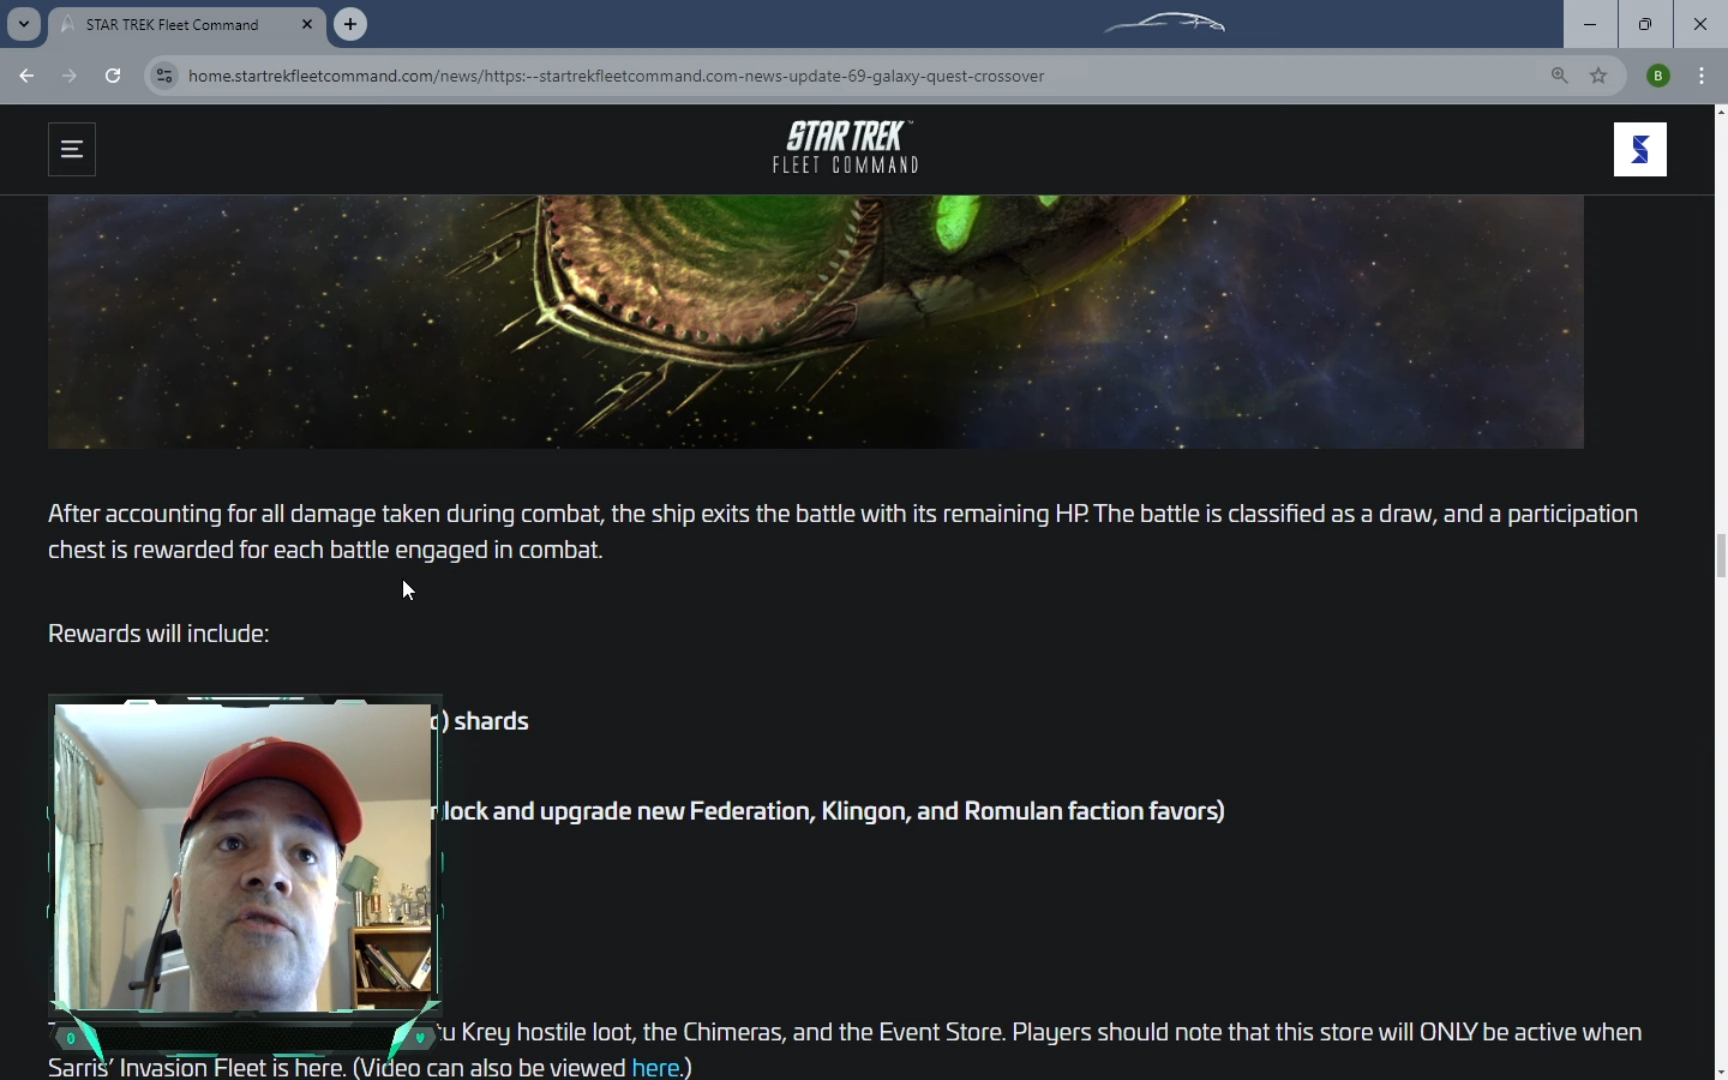 STAR TREK Fleet Command
home.startrekfleetcommand.com/news/https:--startrekfleetcommand.com-news-update-69-galaxy-quest-crossover
B
STAR TREK™
FLEET COMMAND
After accounting for all damage taken during combat, the ship exits the battle with its remaining HP. The battle is classified as a draw, and a participation
chest is rewarded for each battle engaged in combat.
Rewards will include:
) shards
lock and upgrade new Federation, Klingon, and Romulan faction favors)
Krey hostile loot, the Chimeras, and the Event Store. Players should note that this store will ONLY be active when
Sarris' Invasion Fleet is here. (Video can also be viewed here.)
0